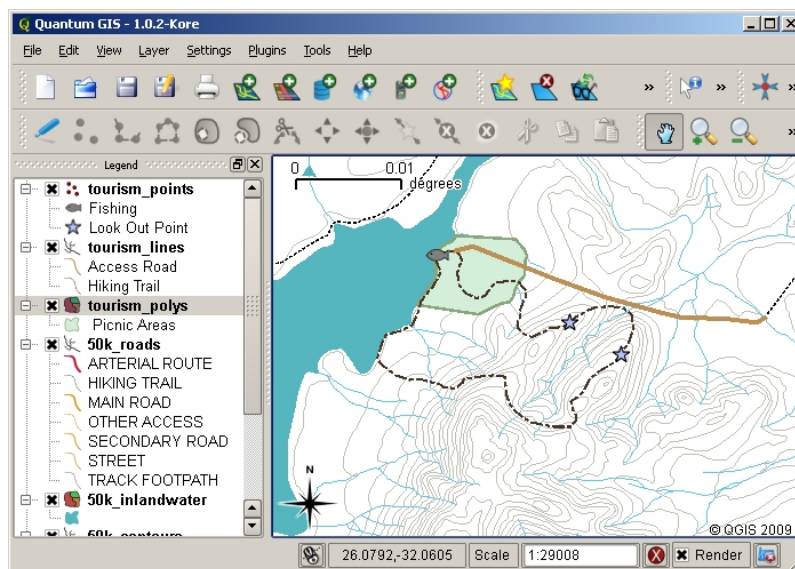 Quantum GIS - 1.0.2-Kore
File Edit View Layer Settings Plugins Tools Help
Legend
tourism_points
Fishing
Look Out Point
tourism_lines
Access Road
Hiking Trail
tourism_polys
Picnic Areas
50k_roads
ARTERIAL ROUTE
HIKING TRAIL
MAIN ROAD
OTHER ACCESS
SECONDARY ROAD
STREET
TRACK FOOTPATH
50k_inlandwater
50k_contours
0 0.01
degrees
N
© QGIS 2009
26.0792,-32.0605 Scale 1:29008 Render